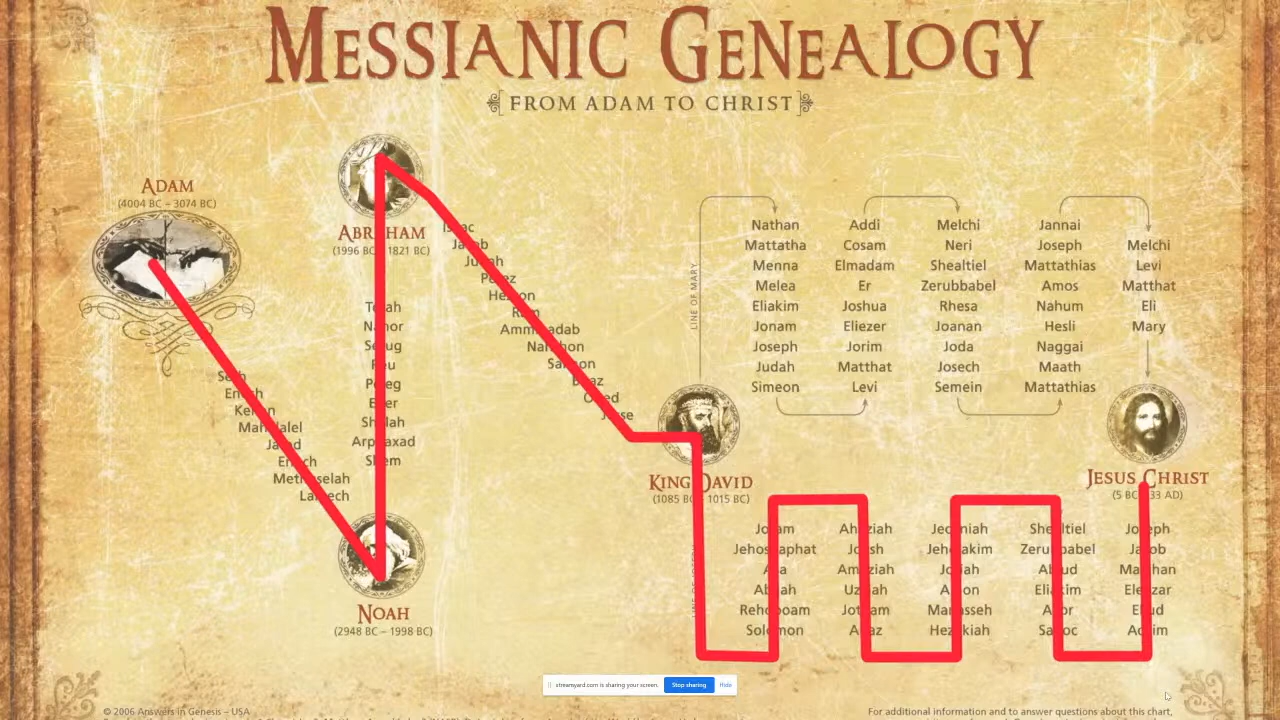 MESSIANIC GENEALOGY
FROM ADAM TO CHRIST
ADAM
(4004 BC – 3074 BC)
Seth
Enosh
Kenan
Mahalalel
Jared
Enoch
Methuselah
Lamech
NOAH
(2948 BC – 1998 BC)
ABRAHAM
(1996 BC – 1821 BC)
Terah
Nahor
Serug
Reu
Peleg
Eber
Shelah
Arphaxad
Shem
Isaac
Jacob
Judah
Perez
Hezron
Ram
Amminadab
Nahshon
Salmon
Boaz
Obed
Jesse
KING DAVID
(1085 BC – 1015 BC)
LINE OF MARY
Nathan
Mattatha
Menna
Melea
Eliakim
Jonam
Joseph
Judah
Simeon
Addi
Cosam
Elmadam
Er
Joshua
Eliezer
Jorim
Matthat
Levi
Melchi
Neri
Shealtiel
Zerubbabel
Rhesa
Joanan
Joda
Josech
Semein
Jannai
Joseph
Mattathias
Amos
Nahum
Hesli
Naggai
Maath
Mattathias
Melchi
Levi
Matthat
Eli
Mary
JESUS CHRIST
(5 BC – 33 AD)
Joram
Jehoshaphat
Asa
Abijah
Rehoboam
Solomon
Ahaziah
Joash
Amaziah
Uzziah
Jotham
Ahaz
Jeconiah
Jehoiakim
Josiah
Amon
Manasseh
Hezekiah
Shealtiel
Zerubbabel
Abiud
Eliakim
Azor
Sadoc
Joseph
Jacob
Matthan
Eleazar
Eliud
Achim
streamyard.com is sharing your screen. Stop sharing Hide
© 2006 Answers in Genesis – USA
For additional information and to answer questions about this chart,